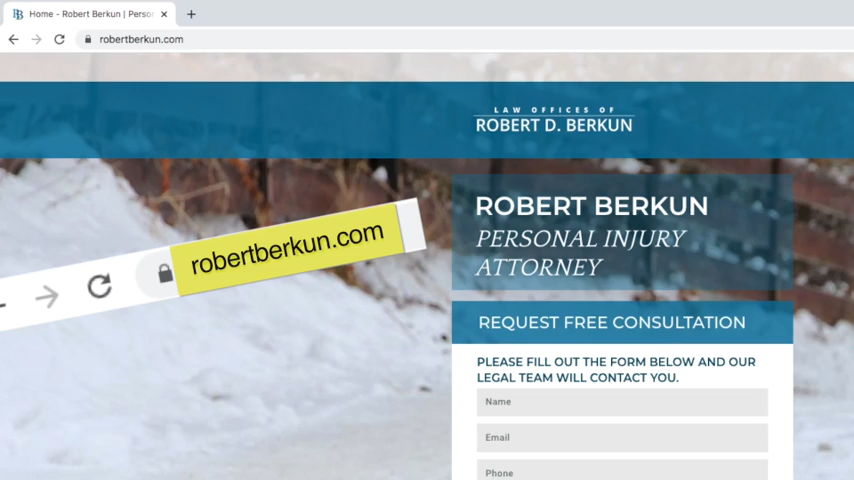 Home - Robert Berkun | Perso
robertberkun.com
LAW OFFICES OF
ROBERT D. BERKUN
ROBERT BERKUN
PERSONAL INJURY
ATTORNEY
robertberkun.com
REQUEST FREE CONSULTATION
PLEASE FILL OUT THE FORM BELOW AND OUR
LEGAL TEAM WILL CONTACT YOU.
Name
Email
Phone